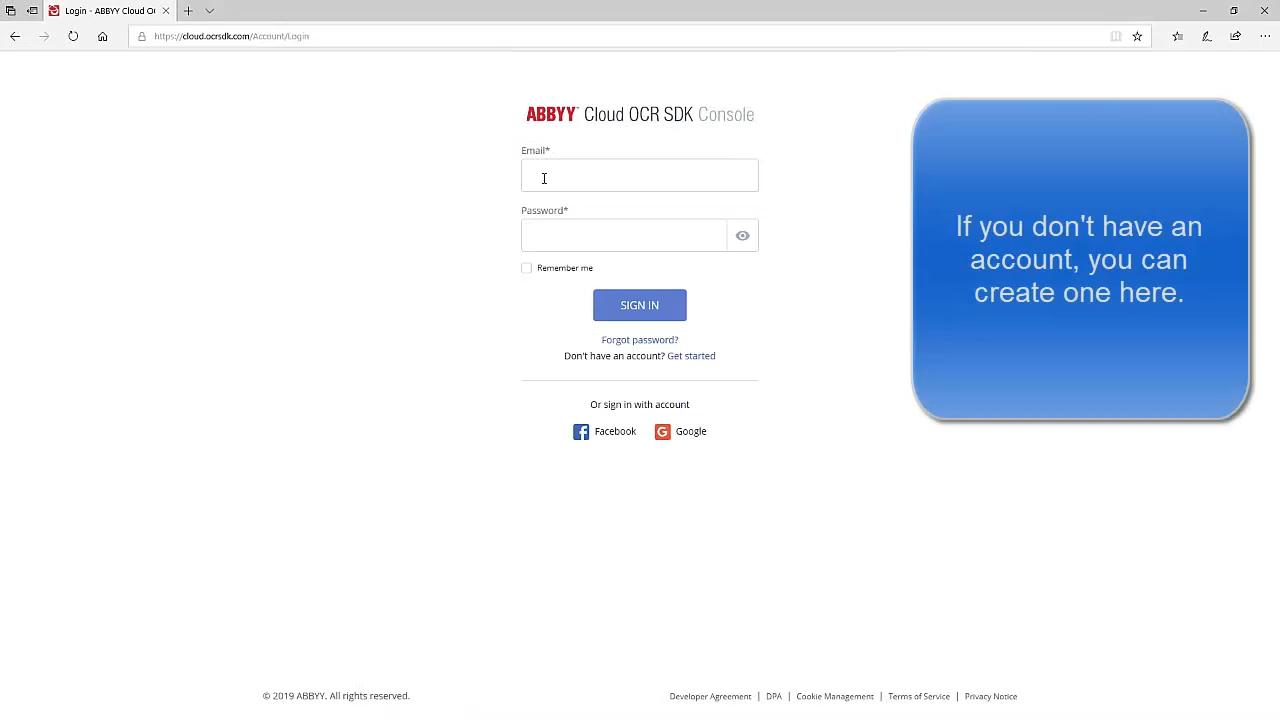 Login - ABBYY Cloud O
https://cloud.ocrsdk.com/Account/Login
ABBYY Cloud OCR SDK Console
Email*
Password*
Remember me
SIGN IN
Forgot password?
Don't have an account? Get started
Or sign in with account
Facebook
Google
If you don't have an
account, you can
create one here.
© 2019 ABBYY. All rights reserved.
Developer Agreement | DPA | Cookie Management | Terms of Service | Privacy Notice